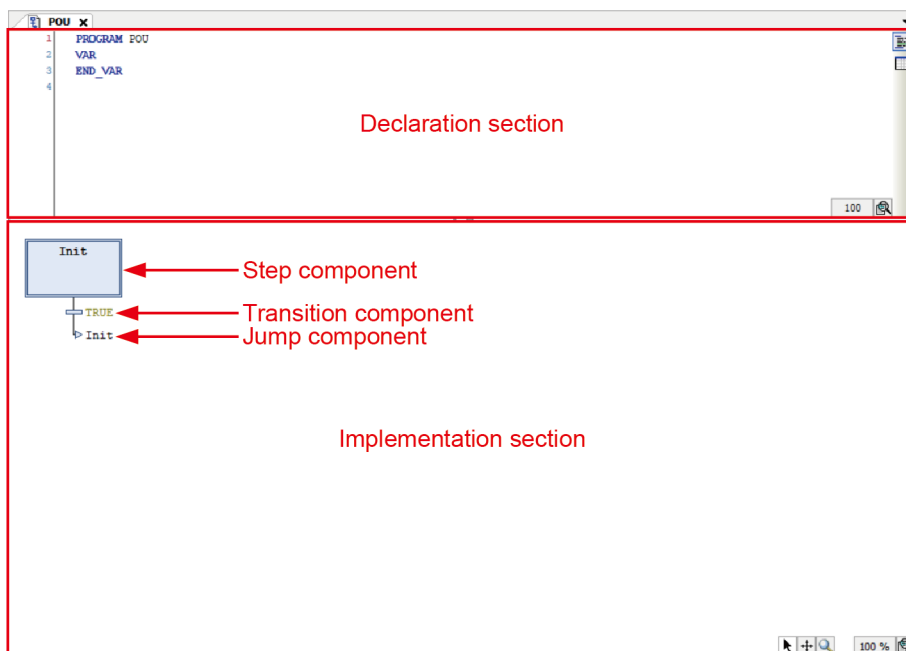 POU
1 PROGRAM POU
2 VAR
3 END_VAR
4
Declaration section
100
Init
Step component
TRUE
Transition component
Init
Jump component
Implementation section
100 %